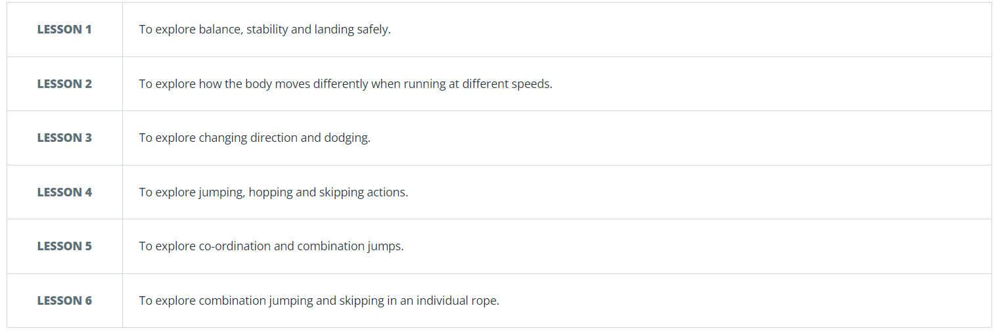 LESSON 1 To explore balance, stability and landing safely.
LESSON 2 To explore how the body moves differently when running at different speeds.
LESSON 3 To explore changing direction and dodging.
LESSON 4 To explore jumping, hopping and skipping actions.
LESSON 5 To explore co-ordination and combination jumps.
LESSON 6 To explore combination jumping and skipping in an individual rope.